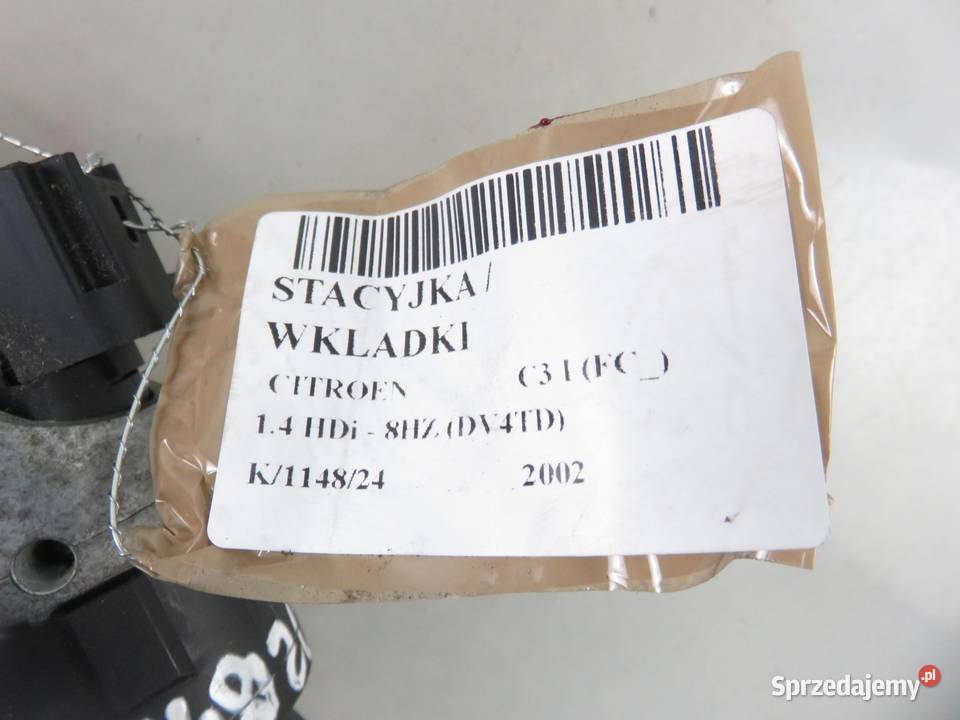 STACYJKA /
WKLADKI
CITROEN C3 I (FC_)
1.4 HDi - 8HZ (DV4TD)
K/1148/24 2002
Sprzedajemy.pl